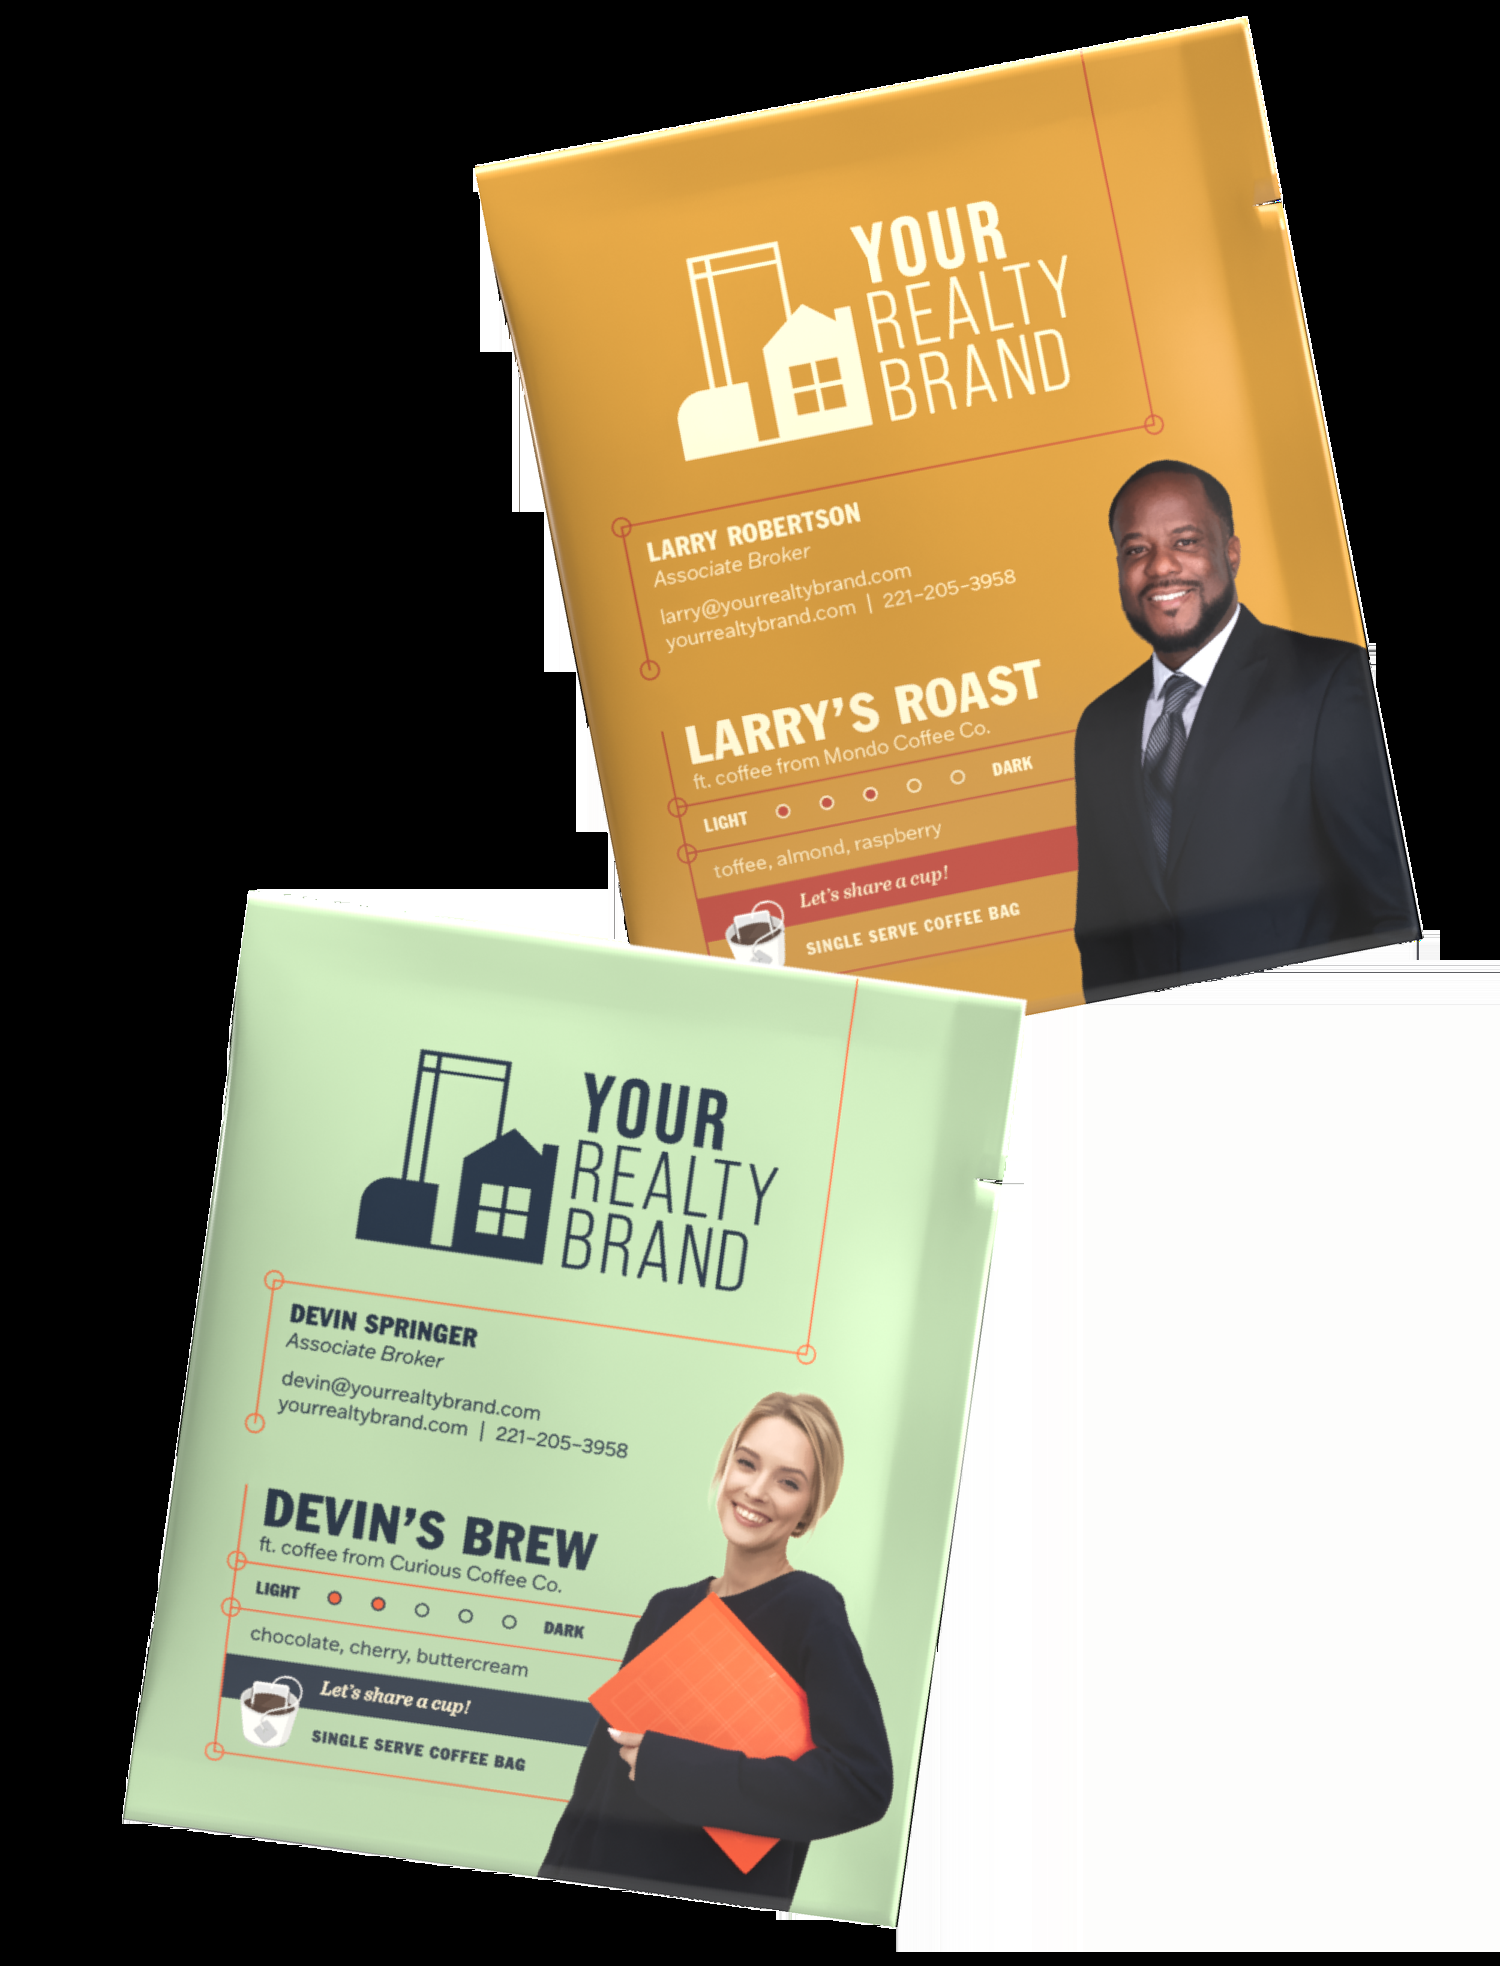 YOUR
REALTY
BRAND
LARRY ROBERTSON
Associate Broker
larry@yourrealtybrand.com
yourrealtybrand.com | 221-205-3958
LARRY'S ROAST
ft. coffee from Mondo Coffee Co.
LIGHT DARK
toffee, almond, raspberry
Let's share a cup!
SINGLE SERVE COFFEE BAG
YOUR
REALTY
BRAND
DEVIN SPRINGER
Associate Broker
devin@yourrealtybrand.com
yourrealtybrand.com | 221-205-3958
DEVIN'S BREW
ft. coffee from Curious Coffee Co.
LIGHT DARK
chocolate, cherry, buttercream
Let's share a cup!
SINGLE SERVE COFFEE BAG